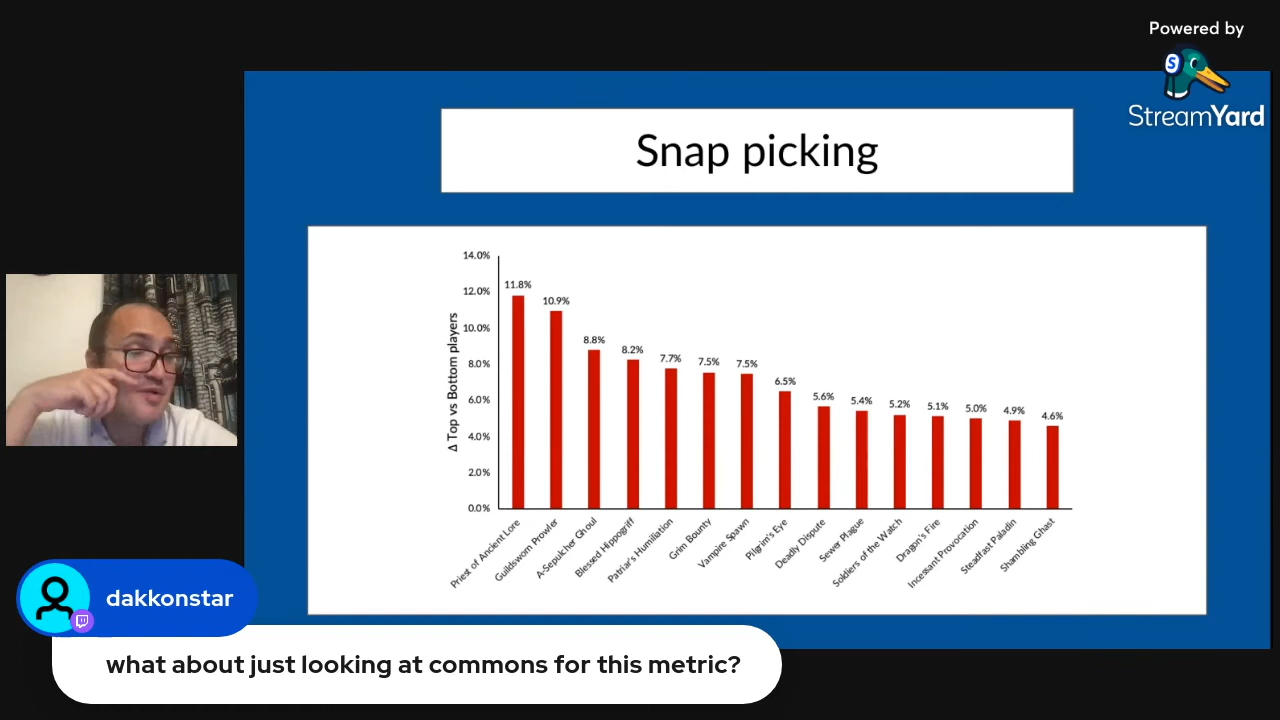 Powered by
S
StreamYard
Snap picking
Δ Top vs Bottom players
14.0%
12.0%
10.0%
8.0%
6.0%
4.0%
2.0%
0.0%
11.8%
10.9%
8.8%
8.2%
7.7%
7.5%
7.5%
6.5%
5.6%
5.4%
5.2%
5.1%
5.0%
4.9%
4.6%
Priest of Ancient Lore
Guildsworn Prowler
A-Sepulcher Ghoul
Blessed Hippogriff
Patriar's Humiliation
Grim Bounty
Vampire Spawn
Pilgrim's Eye
Deadly Dispute
Sewer Plague
Soldiers of the Watch
Dragon's Fire
Incessant Provocation
Steadfast Paladin
Shambling Ghast
dakkonstar
what about just looking at commons for this metric?